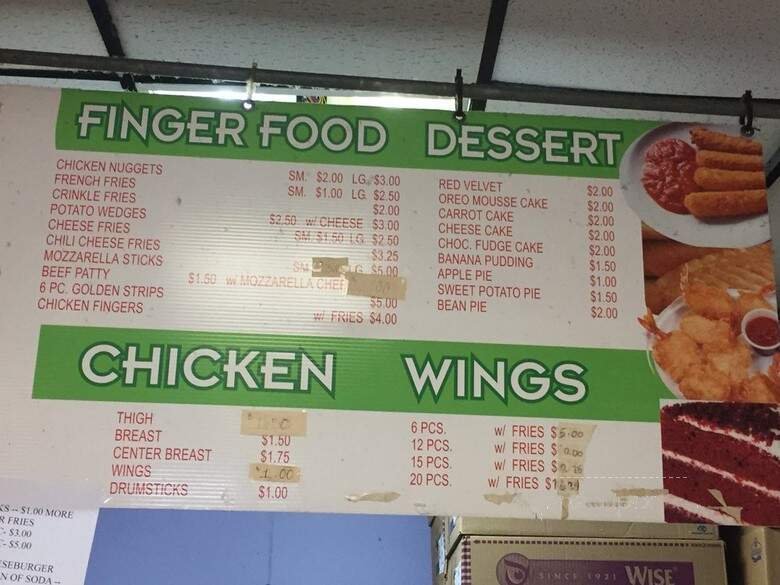 FINGER FOOD
CHICKEN NUGGETS SM. $2.00 LG. $3.00
FRENCH FRIES SM. $1.00 LG. $2.50
CRINKLE FRIES $2.00
POTATO WEDGES $2.50 w/ CHEESE $3.00
CHEESE FRIES SM. $1.50 LG. $2.50
CHILI CHEESE FRIES $3.25
MOZZARELLA STICKS $5.00
BEEF PATTY $1.50 w/ MOZZARELLA
6 PC. GOLDEN STRIPS $5.00
CHICKEN FINGERS w/ FRIES $4.00
DESSERT
RED VELVET $2.00
OREO MOUSSE CAKE $2.00
CARROT CAKE $2.00
CHEESE CAKE $2.00
CHOC. FUDGE CAKE $2.00
BANANA PUDDING $1.50
APPLE PIE $1.00
SWEET POTATO PIE $1.50
BEAN PIE $2.00
CHICKEN WINGS
THIGH
BREAST $1.50
CENTER BREAST $1.75
WINGS $1.00
DRUMSTICKS $1.00
6 PCS. w/ FRIES $5.00
12 PCS. w/ FRIES
15 PCS. w/ FRIES
20 PCS. w/ FRIES
-- $1.00 MORE
FRIES
- $3.00
- $5.00
N OF SODA --
SINCE 1921 WISE